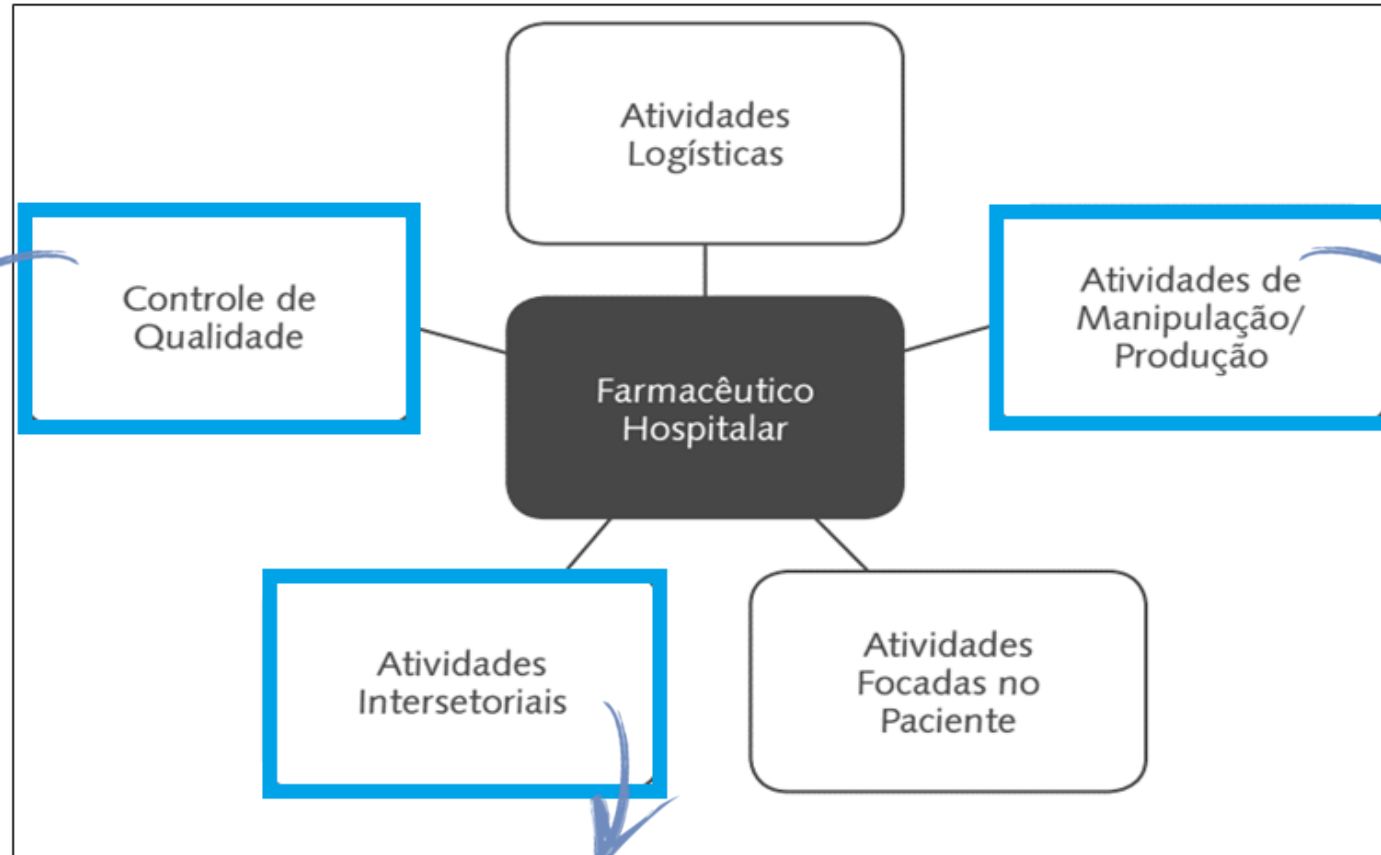 Atividades
Logísticas
Controle de
Qualidade
Atividades de
Manipulação/
Produção
Farmacêutico
Hospitalar
Atividades
Intersetoriais
Atividades
Focadas no
Paciente